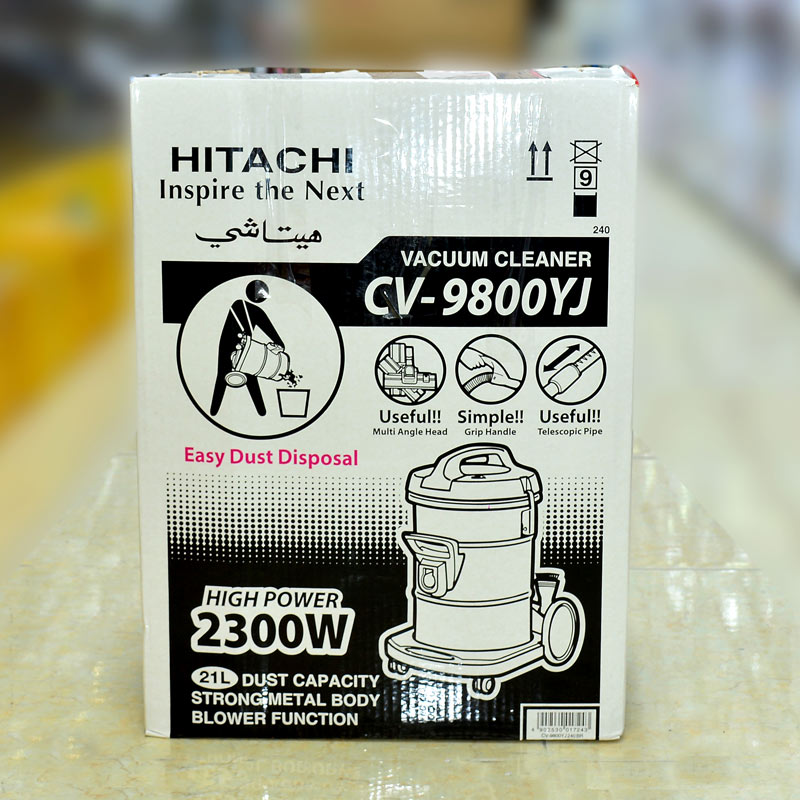 HITACHI
Inspire the Next
هيتاشي
9
240
VACUUM CLEANER
CV-9800YJ
Useful!!
Multi Angle Head
Simple!!
Grip Handle
Useful!!
Telescopic Pipe
Easy Dust Disposal
HIGH POWER
2300W
21L DUST CAPACITY
STRONG METAL BODY
BLOWER FUNCTION